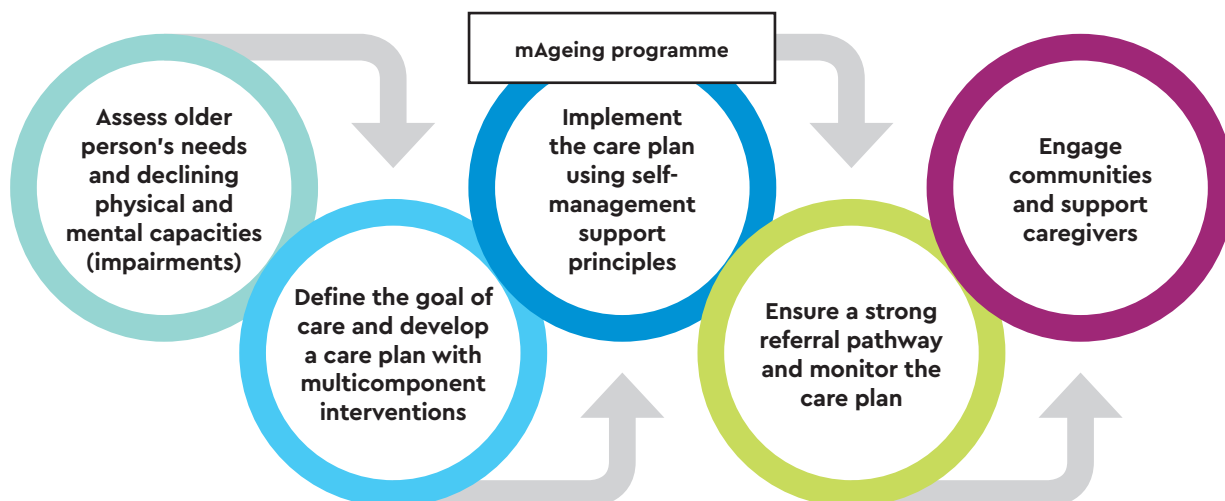 mAgeing programme
Assess older
person's needs
and declining
physical and
mental capacities
(impairments)
Define the goal of
care and develop
a care plan with
multicomponent
interventions
Implement
the care plan
using self-
management
support
principles
Ensure a strong
referral pathway
and monitor the
care plan
Engage
communities
and support
caregivers